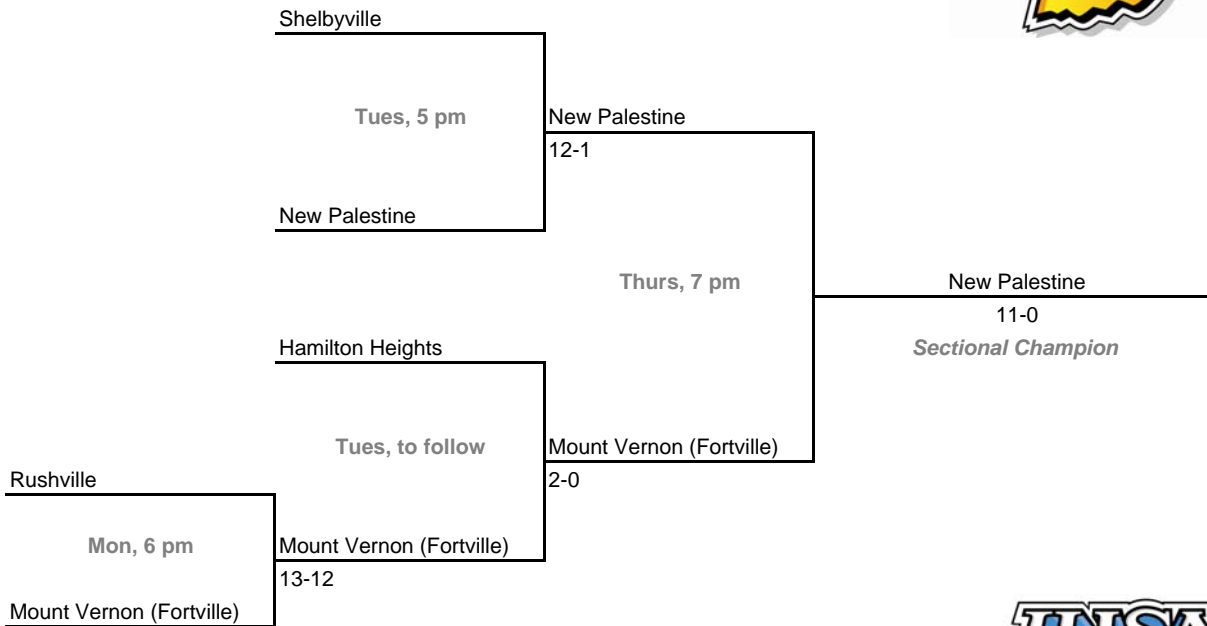 Shelbyville
Tues, 5 pm
New Palestine
12-1
New Palestine
Thurs, 7 pm
New Palestine
11-0
Hamilton Heights
Sectional Champion
Tues, to follow
Mount Vernon (Fortville)
Rushville
2-0
Mon, 6 pm
Mount Vernon (Fortville)
13-12
Mount Vernon (Fortville)